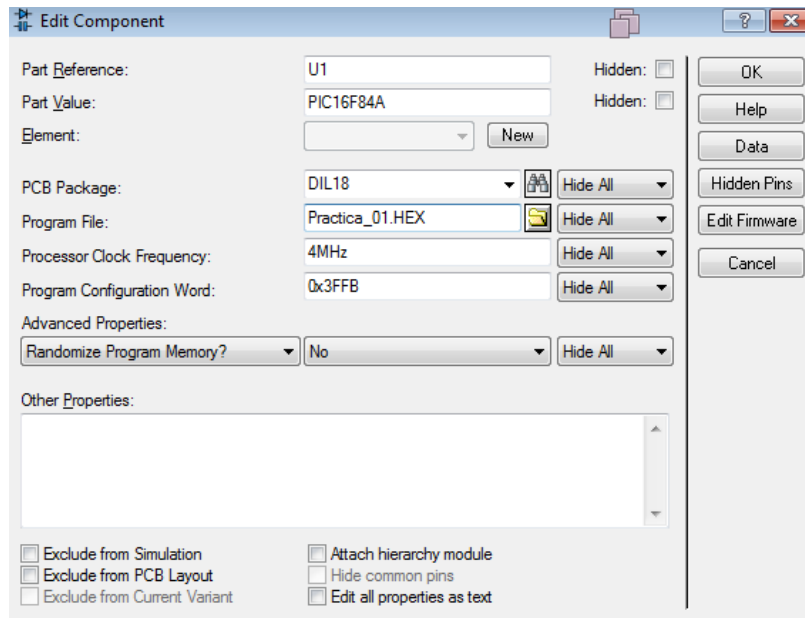 Edit Component
?
Part Reference: U1 Hidden: OK
Part Value: PIC16F84A Hidden: Help
Element: New
Data
PCB Package: DIL18 Hide All Hidden Pins
Program File: Practica_01.HEX Hide All Edit Firmware
Processor Clock Frequency: 4MHz Hide All Cancel
Program Configuration Word: 0x3FFB Hide All
Advanced Properties:
Randomize Program Memory? No Hide All
Other Properties:
Exclude from Simulation Attach hierarchy module
Exclude from PCB Layout Hide common pins
Exclude from Current Variant Edit all properties as text